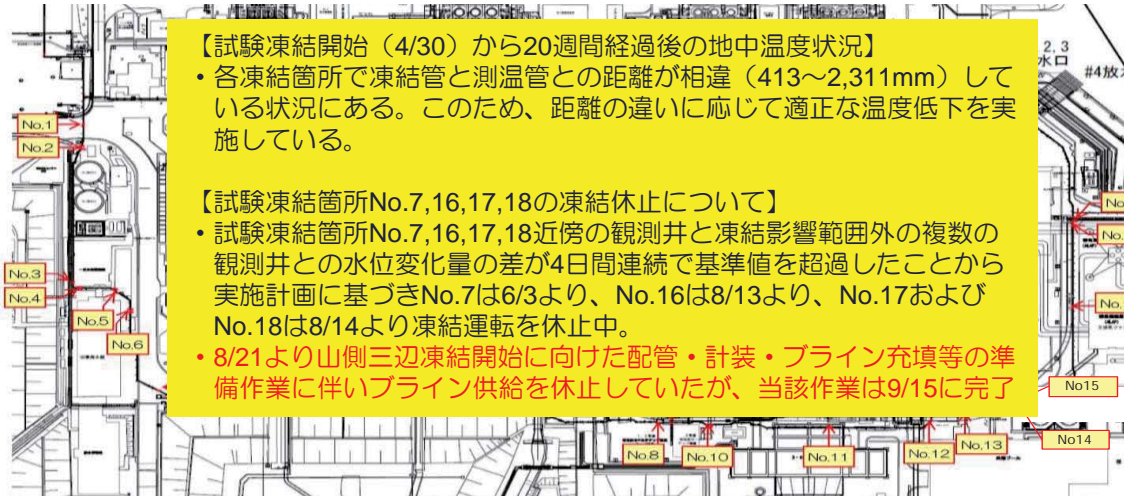 【試験凍結開始（4/30）から20週間経過後の地中温度状況】
• 各凍結箇所で凍結管と測温管との距離が相違（413～2,311mm）して
いる状況にある。このため、距離の違いに応じて適正な温度低下を実
施している。
【試験凍結箇所No.7,16,17,18の凍結休止について】
• 試験凍結箇所No.7,16,17,18近傍の観測井と凍結影響範囲外の複数の
観測井との水位変化量の差が4日間連続で基準値を超過したことから
実施計画に基づきNo.7は6/3より、No.16は8/13より、No.17および
No.18は8/14より凍結運転を休止中。
• 8/21より山側三辺凍結開始に向けた配管・計装・ブライン充填等の準
備作業に伴いブライン供給を休止していたが、当該作業は9/15に完了
2, 3
水口
#4放水
No.1
No.2
No.3
No.4
No.5
No.6
No.
No.
No.
No15
No14
No.8
No.10
No.11
No.12
No.13